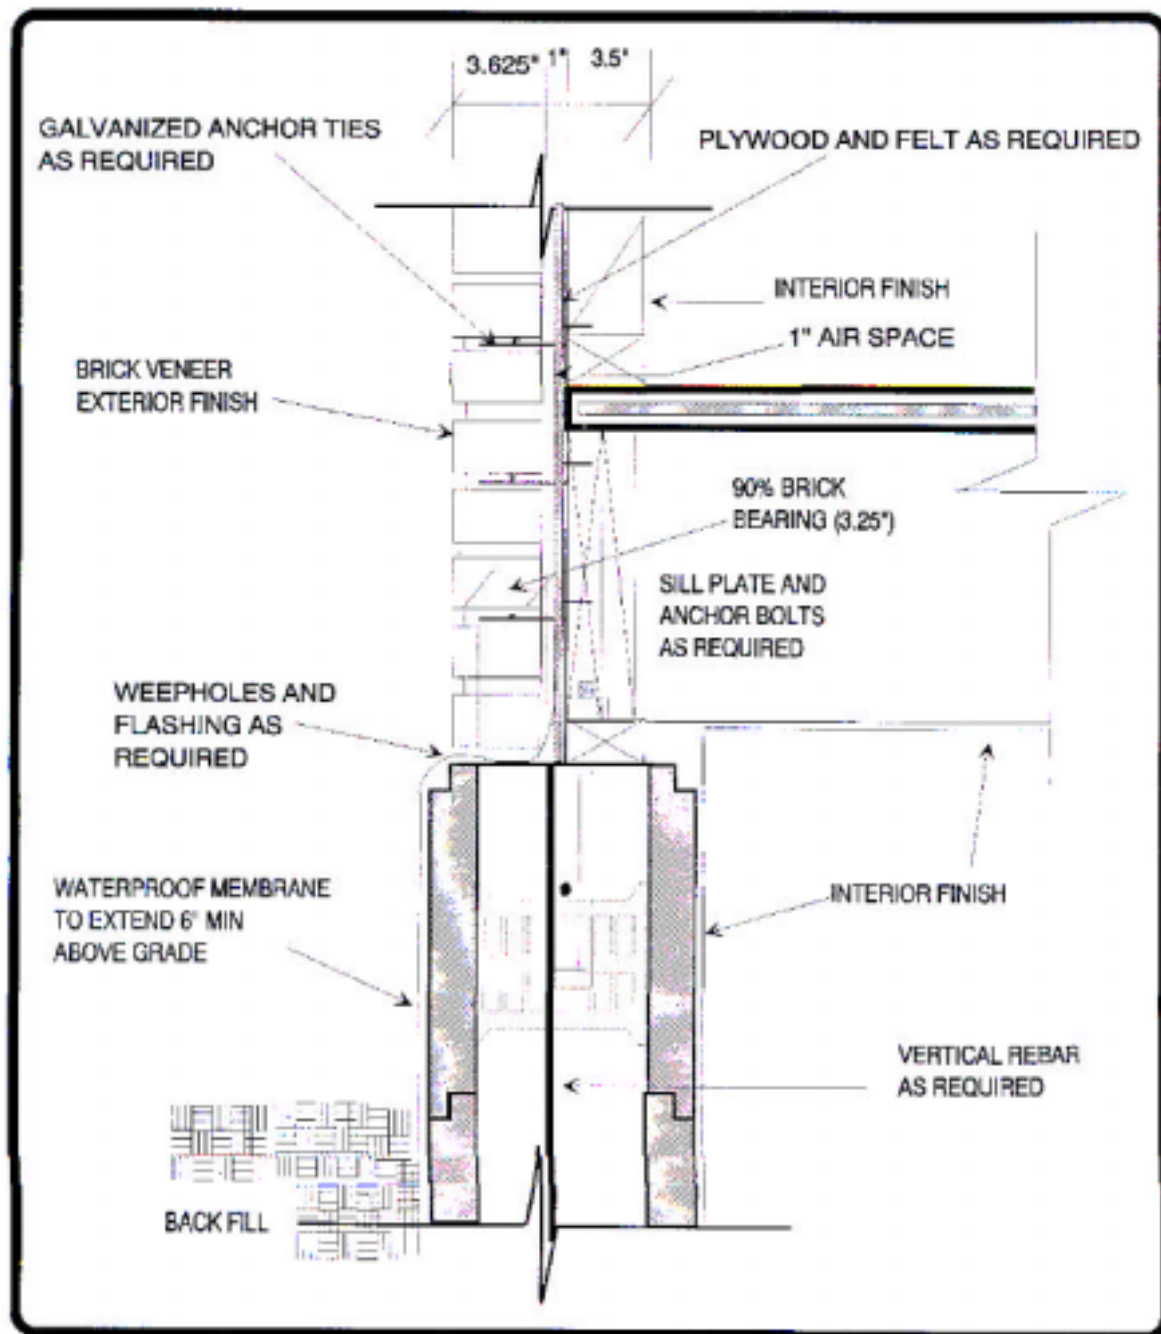 3.625" 1" 3.5"
GALVANIZED ANCHOR TIES
AS REQUIRED
PLYWOOD AND FELT AS REQUIRED
INTERIOR FINISH
1" AIR SPACE
BRICK VENEER
EXTERIOR FINISH
90% BRICK
BEARING (3.25")
SILL PLATE AND
ANCHOR BOLTS
AS REQUIRED
WEEPHOLES AND
FLASHING AS
REQUIRED
WATERPROOF MEMBRANE
TO EXTEND 6" MIN
ABOVE GRADE
INTERIOR FINISH
VERTICAL REBAR
AS REQUIRED
BACK FILL